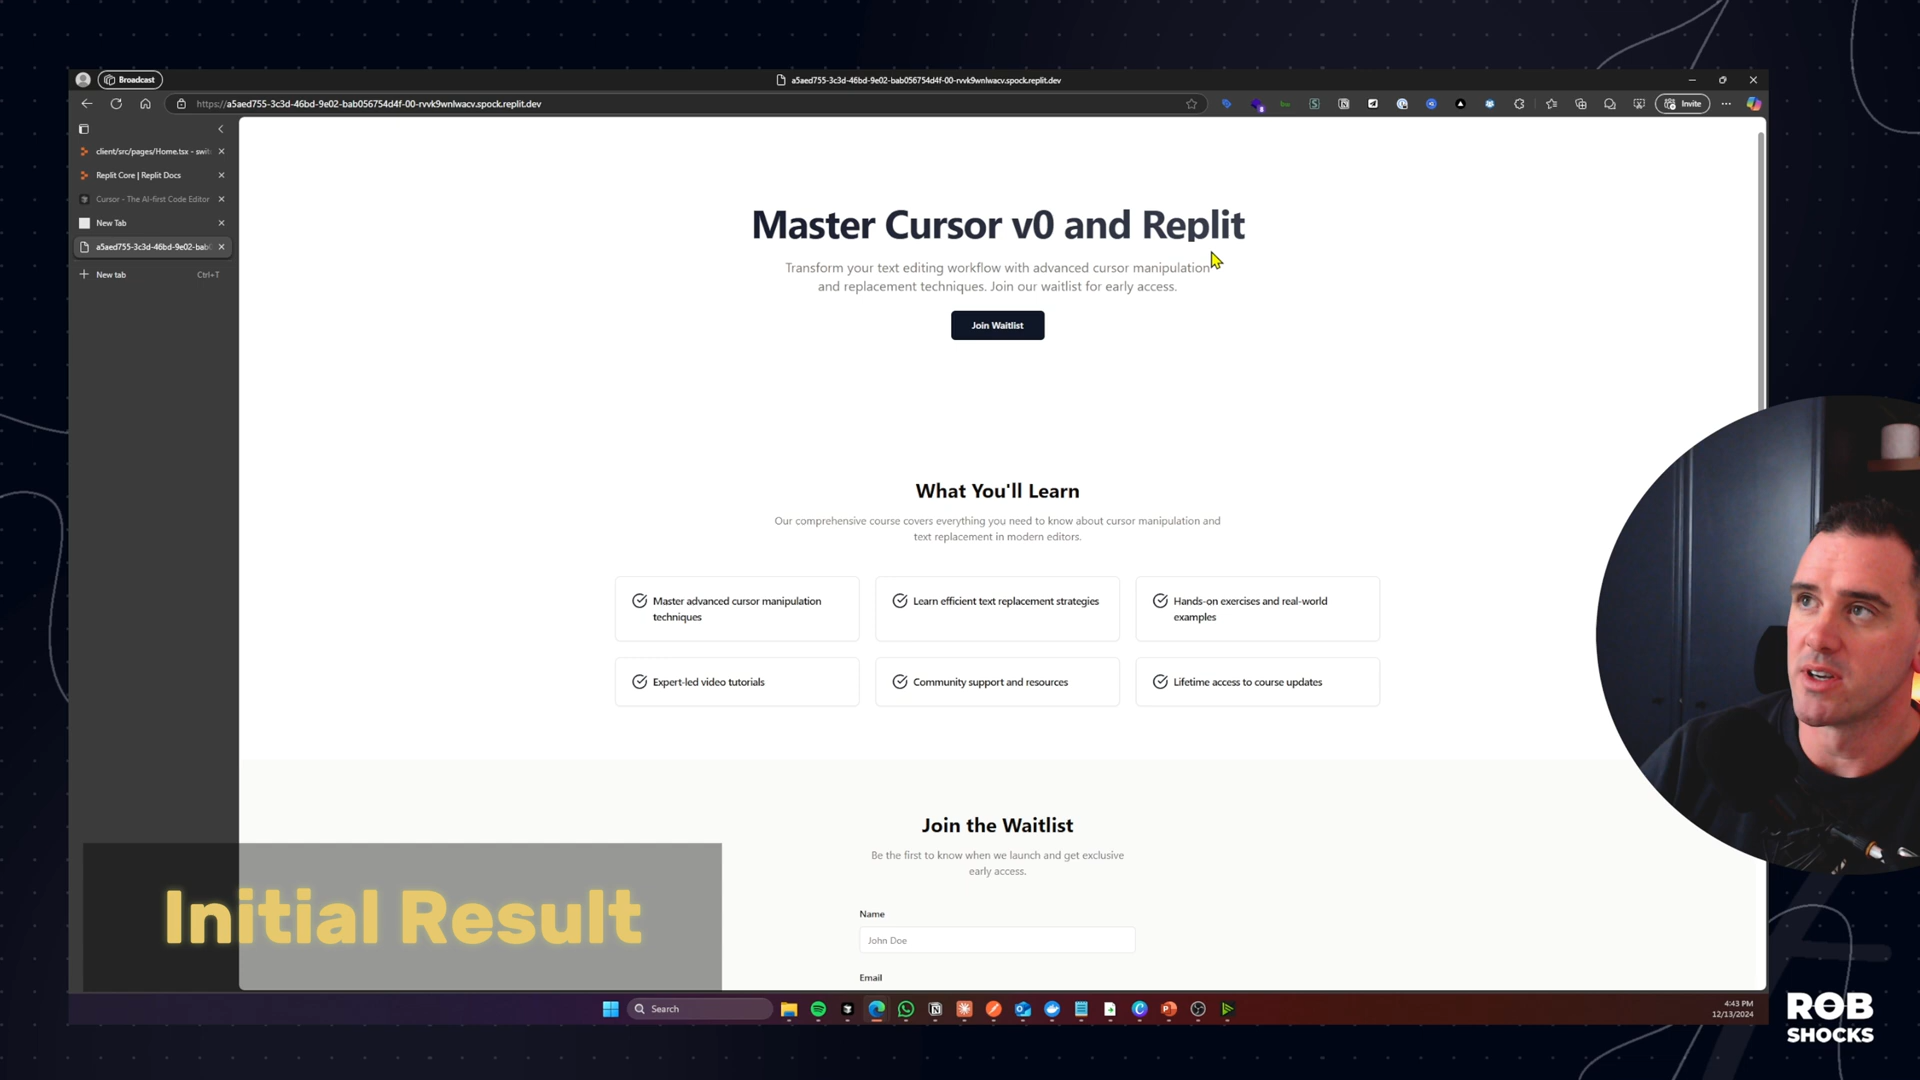 Broadcast
a5aed755-3c3d-46bd-9e02-bab056754d4f-00-rvvk9wnlwacv.spock.replit.dev
https://a5aed755-3c3d-46bd-9e02-bab056754d4f-00-rvvk9wnlwacv.spock.replit.dev
Invite
client/src/pages/Home.tsx - swit
Replit Core | Replit Docs
Cursor - The AI-first Code Editor
New Tab
a5aed755-3c3d-46bd-9e02-bab
New tab Ctrl+T
Master Cursor v0 and Replit
Transform your text editing workflow with advanced cursor manipulation
and replacement techniques. Join our waitlist for early access.
Join Waitlist
What You'll Learn
Our comprehensive course covers everything you need to know about cursor manipulation and
text replacement in modern editors.
Master advanced cursor manipulation
techniques
Learn efficient text replacement strategies
Hands-on exercises and real-world
examples
Expert-led video tutorials
Community support and resources
Lifetime access to course updates
Join the Waitlist
Be the first to know when we launch and get exclusive
early access.
Name
John Doe
Email
Initial Result
Search
4:43 PM
12/13/2024
ROB
SHOCKS